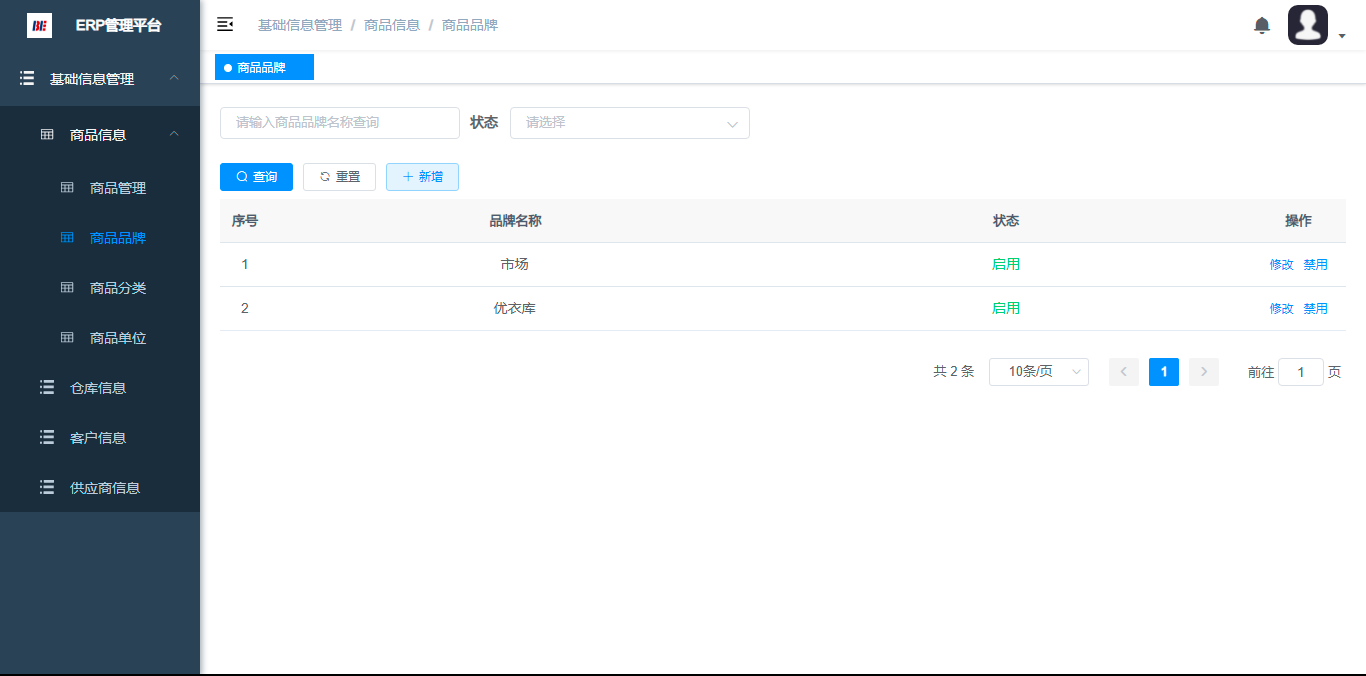 ERP管理平台
基础信息管理 / 商品信息 / 商品品牌
基础信息管理
商品信息
商品管理
商品品牌
商品分类
商品单位
仓库信息
客户信息
供应商信息
商品品牌
请输入商品品牌名称查询 状态 请选择
查询 重置 新增
序号 品牌名称 状态 操作
1 市场 启用 修改 禁用
2 优衣库 启用 修改 禁用
共 2 条 10条/页 1 前往 1 页